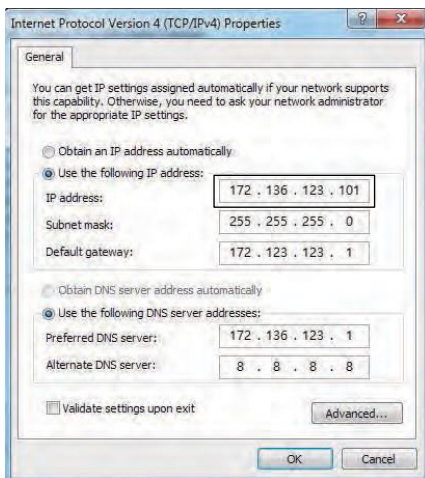 Internet Protocol Version 4 (TCP/IPv4) Properties
General
You can get IP settings assigned automatically if your network supports
this capability. Otherwise, you need to ask your network administrator
for the appropriate IP settings.
Obtain an IP address automatically
Use the following IP address:
IP address: 172 . 136 . 123 . 101
Subnet mask: 255 . 255 . 255 . 0
Default gateway: 172 . 123 . 123 . 1
Obtain DNS server address automatically
Use the following DNS server addresses:
Preferred DNS server: 172 . 136 . 123 . 1
Alternate DNS server: 8 . 8 . 8 . 8
Validate settings upon exit
Advanced...
OK Cancel